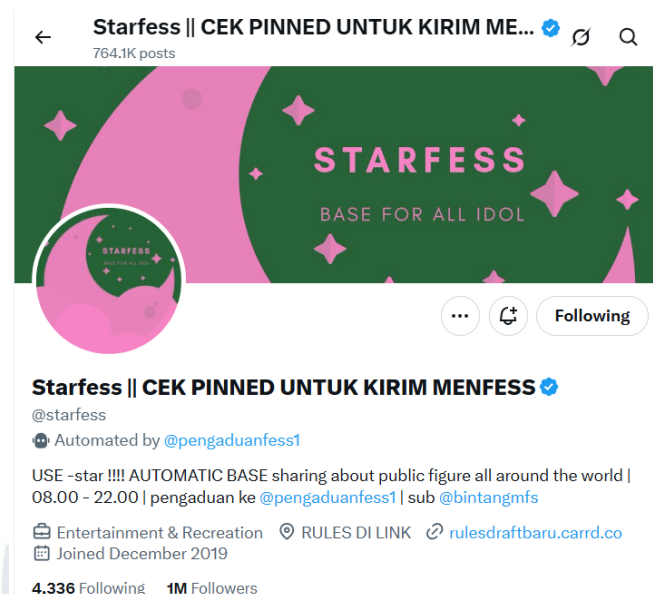 Starfess || CEK PINNED UNTUK KIRIM ME...
764.1K posts
STARFESS
BASE FOR ALL IDOL
STARFESS
BASE FOR ALL IDOL
Following
Starfess || CEK PINNED UNTUK KIRIM MENFESS
@starfess
Automated by @pengaduanfess1
USE -star !!!! AUTOMATIC BASE sharing about public figure all around the world |
08.00 - 22.00 | pengaduan ke @pengaduanfess1 | sub @bintangmfs
Entertainment & Recreation RULES DI LINK rulesdraftbaru.carrd.co
Joined December 2019
4,336 Following 1M Followers